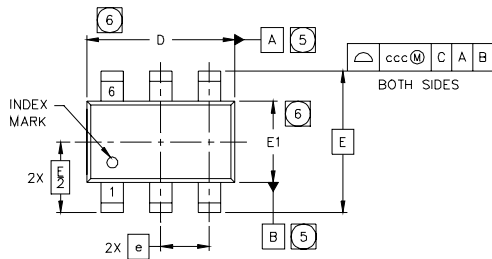 6
D
A 5
⌓ ccc Ⓜ C A B
BOTH SIDES
6
INDEX
MARK
6
E1
E
2X E
2
1
B 5
2X e